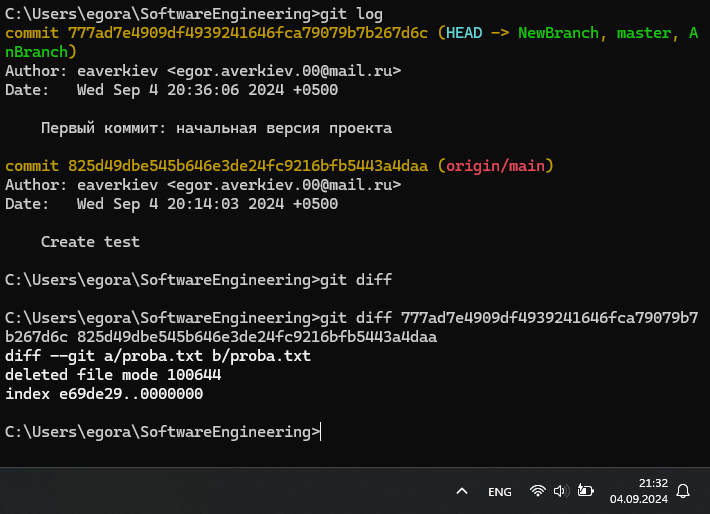 C:\Users\egora\SoftwareEngineering>git log
commit 777ad7e4909df4939241646fca79079b7b267d6c (HEAD -> NewBranch, master, A
nBranch)
Author: eaverkiev <egor.averkiev.00@mail.ru>
Date:   Wed Sep 4 20:36:06 2024 +0500
    Первый коммит: начальная версия проекта
commit 825d49dbe545b646e3de24fc9216bfb5443a4daa (origin/main)
Author: eaverkiev <egor.averkiev.00@mail.ru>
Date:   Wed Sep 4 20:14:03 2024 +0500
    Create test
C:\Users\egora\SoftwareEngineering>git diff
C:\Users\egora\SoftwareEngineering>git diff 777ad7e4909df4939241646fca79079b7
b267d6c 825d49dbe545b646e3de24fc9216bfb5443a4daa
diff --git a/proba.txt b/proba.txt
deleted file mode 100644
index e69de29..0000000
C:\Users\egora\SoftwareEngineering>
ENG
21:32
04.09.2024